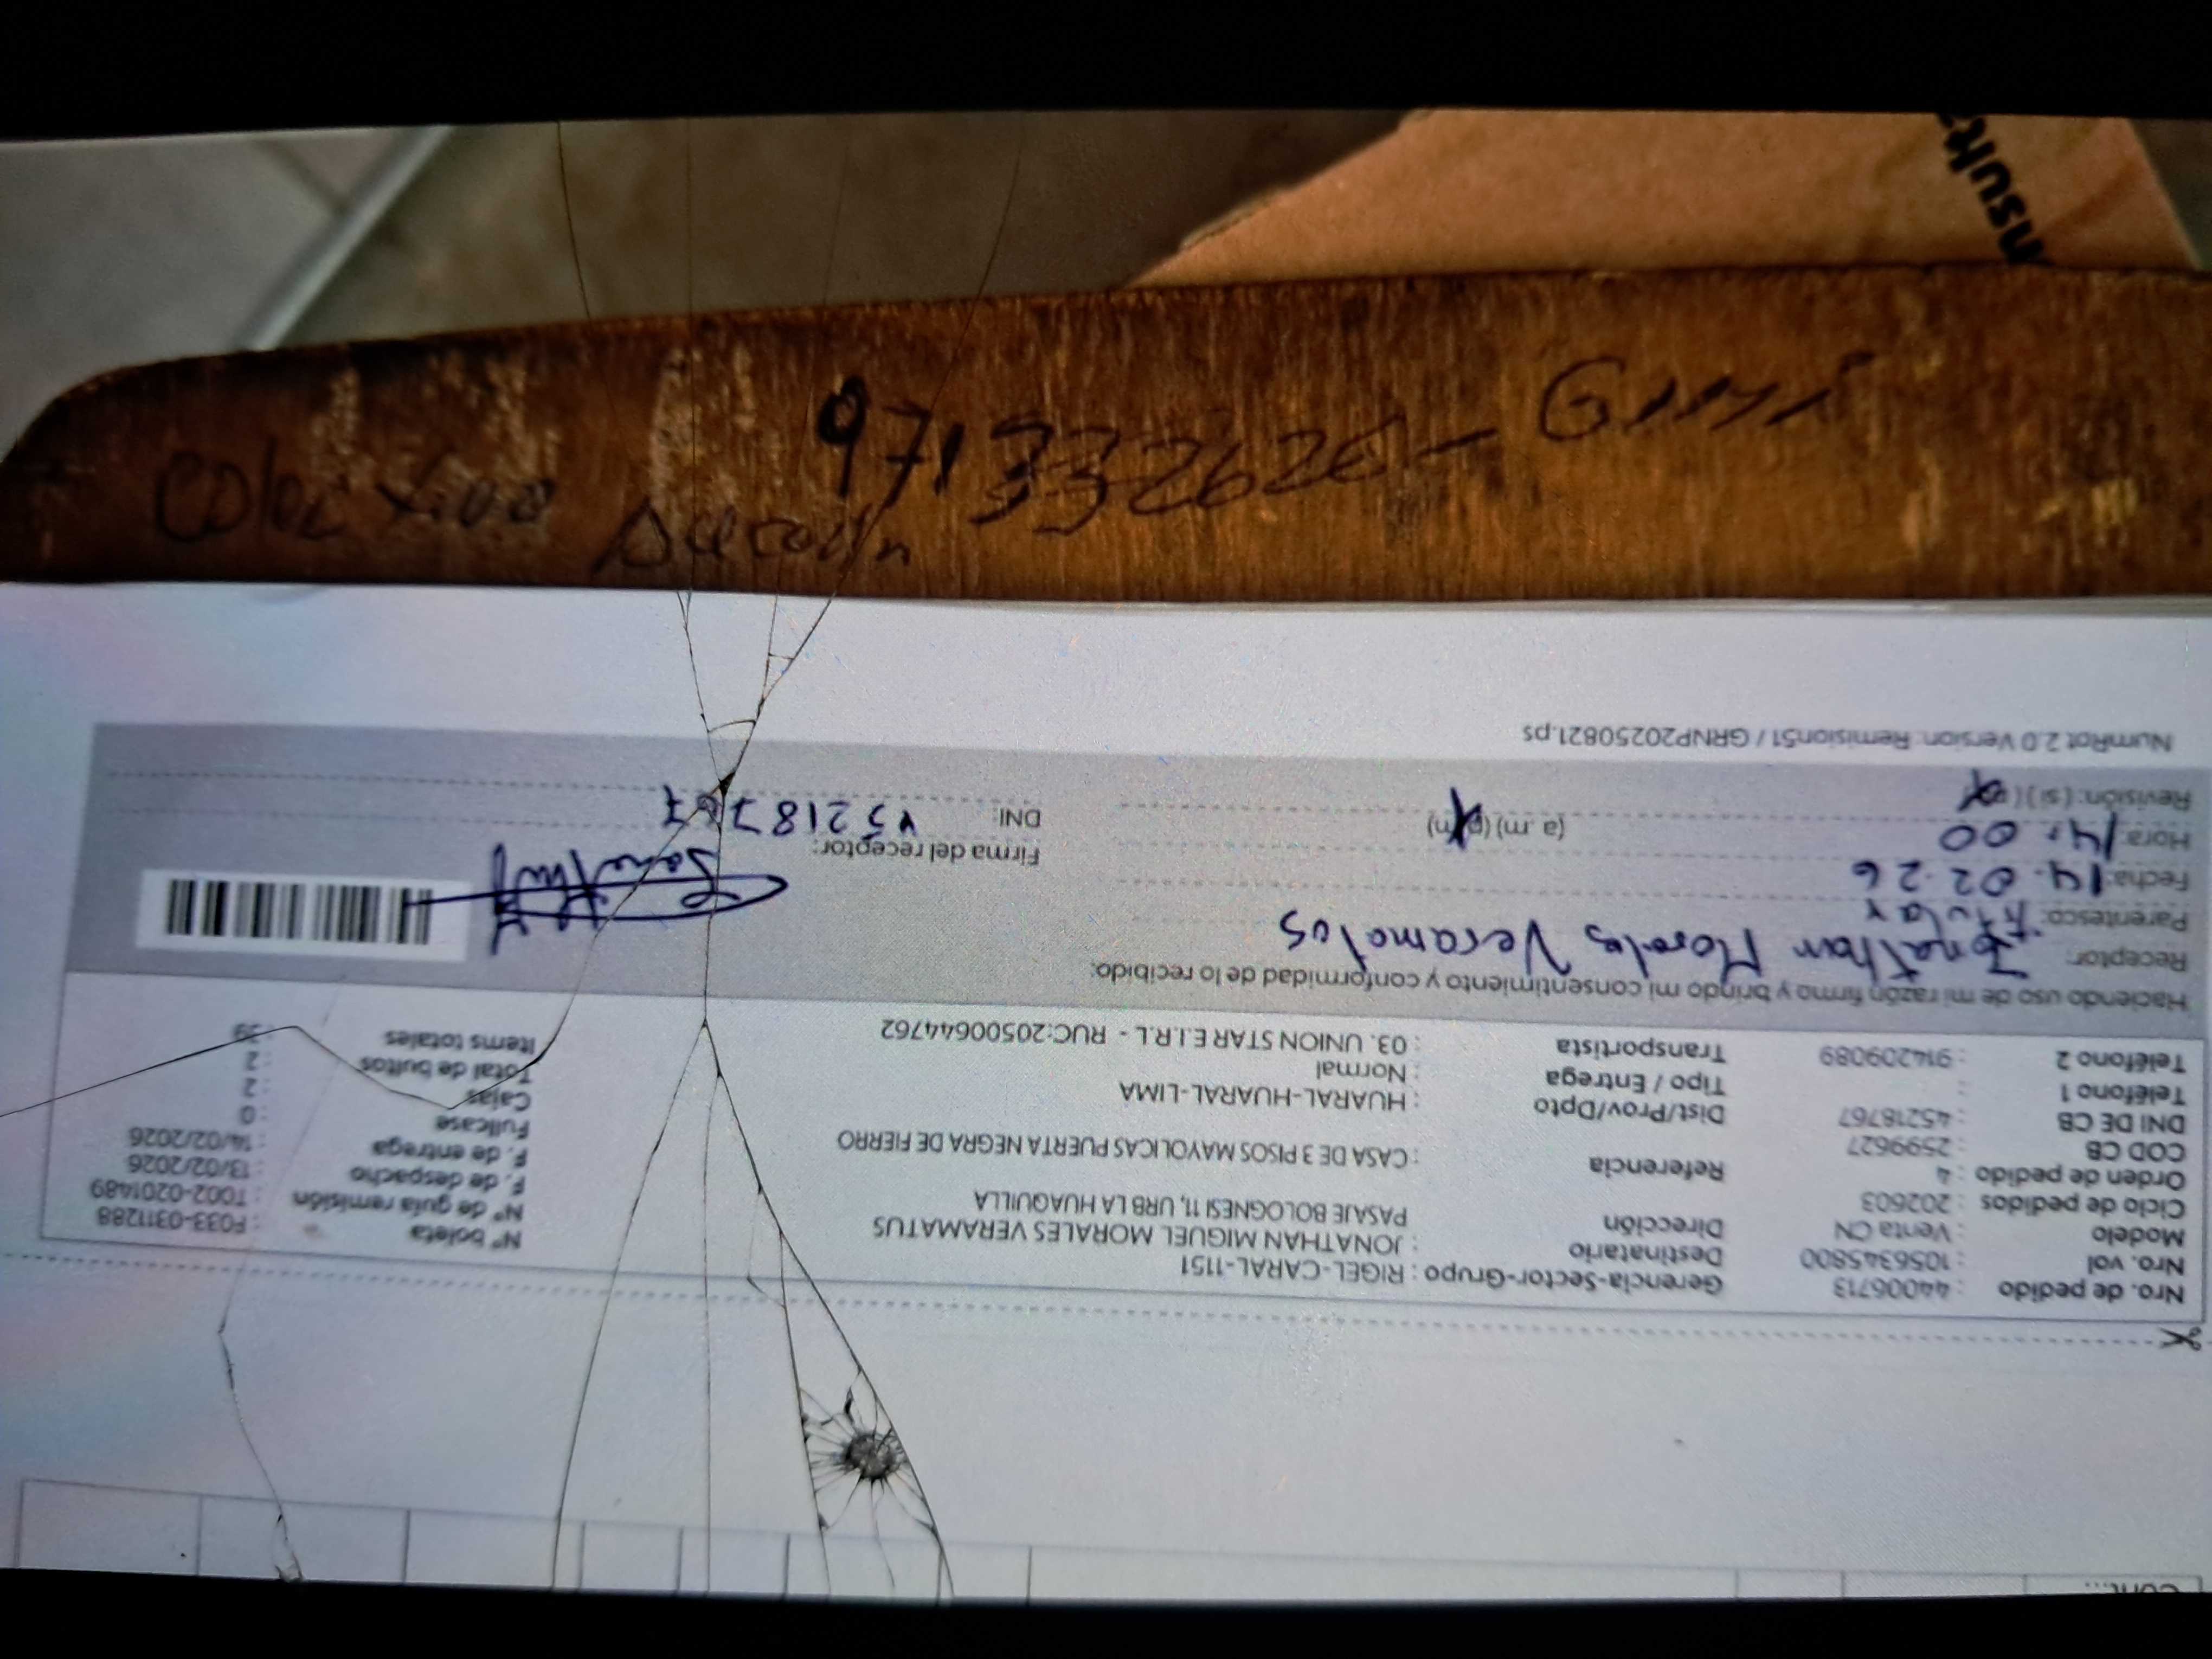 Nro. de pedido : 44006713
Nro. vol : 1056345800
Modelo : Venta CN
Ciclo de pedidos : 202603
Orden de pedido : 4
COD CB : 2599627
DNI DE CB : 45218767
Teléfono 1 :
Teléfono 2 : 914209089
Gerencia-Sector-Grupo : RIGEL-CARAL-1151
Destinatario : JONATHAN MIGUEL MORALES VERAMATUS
Dirección PASAJE BOLOGNESI 11, URB LA HUAQUILLA
Referencia : CASA DE 3 PISOS MAYOLICAS PUERTA NEGRA DE FIERRO
Dist/Prov/Dpto : HUARAL-HUARAL-LIMA
Tipo / Entrega : Normal
Transportista : 03. UNION STAR E.I.R.L - RUC:20500644762
N° boleta : F033-0311288
N° de guía remisión : T002-0201489
F. de despacho : 13/02/2026
F. de entrega : 14/02/2026
Fullcase : 0
Cajas : 2
Total de bultos : 2
Items totales : 39
Haciendo uso de mi razón firmo y brindo mi consentimiento y conformidad de lo recibido:
Receptor: Jonathan Morales Veramatus
Parentesco: titular
Fecha: 14.02.26
Hora: 14:00 (a.m) (p.m)
Revisión: (si) (no)
Firma del receptor:
DNI: 45218767
NumRot 2.0 Version: Remision51 / GRNP20250821.ps
971332626-